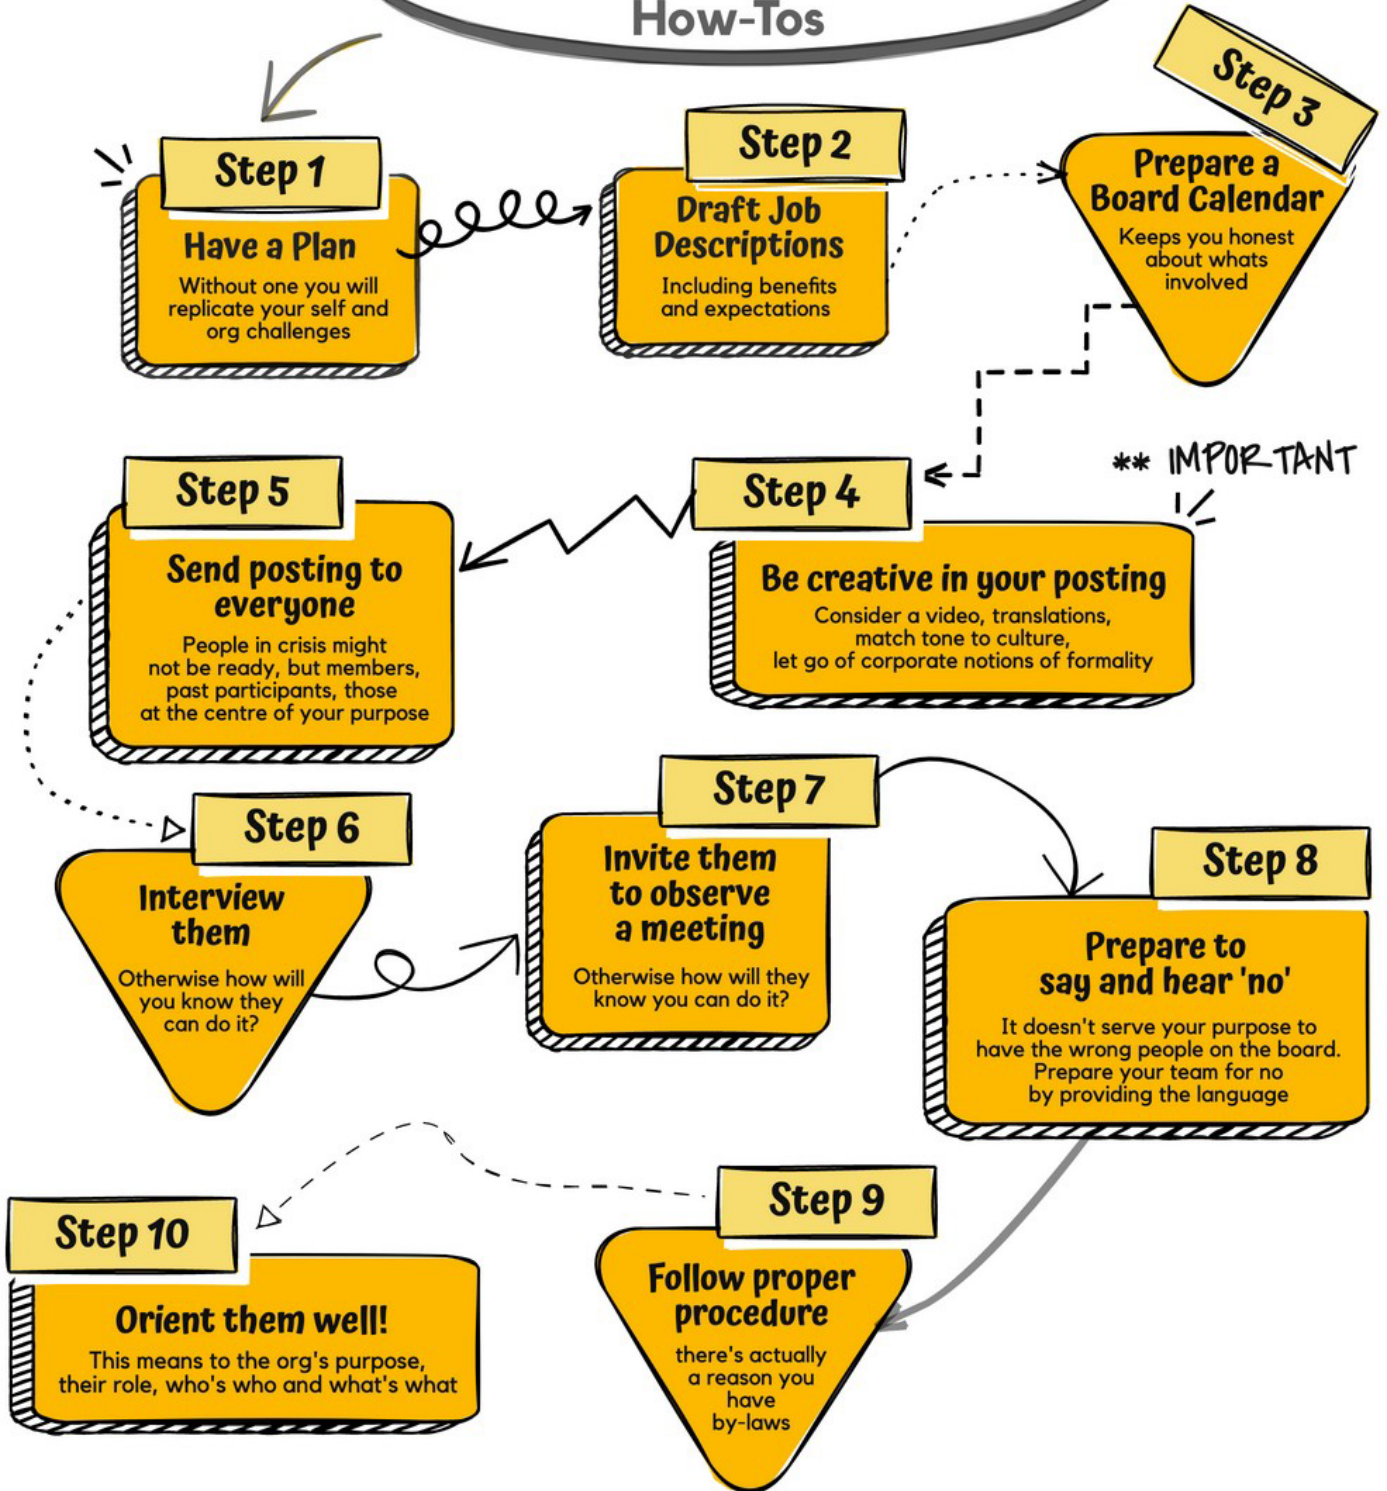 How-Tos
Step 1
Have a Plan
Without one you will
replicate your self and
org challenges
Step 2
Draft Job
Descriptions
Including benefits
and expectations
Step 3
Prepare a
Board Calendar
Keeps you honest
about whats
involved
** IMPORTANT
Step 4
Be creative in your posting
Consider a video, translations,
match tone to culture,
let go of corporate notions of formality
Step 5
Send posting to
everyone
People in crisis might
not be ready, but members,
past participants, those
at the centre of your purpose
Step 6
Interview
them
Otherwise how will
you know they
can do it?
Step 7
Invite them
to observe
a meeting
Otherwise how will they
know you can do it?
Step 8
Prepare to
say and hear 'no'
It doesn't serve your purpose to
have the wrong people on the board.
Prepare your team for no
by providing the language
Step 9
Follow proper
procedure
there's actually
a reason you
have
by-laws
Step 10
Orient them well!
This means to the org's purpose,
their role, who's who and what's what